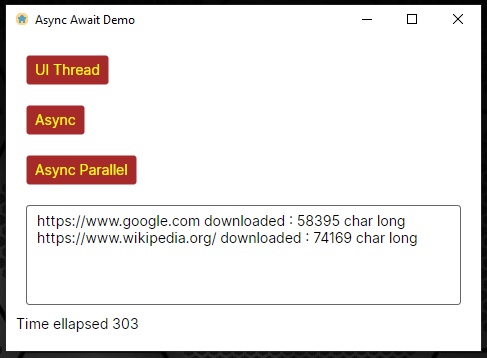 Async Await Demo
UI Thread
Async
Async Parallel
https://www.google.com downloaded : 58395 char long
https://www.wikipedia.org/ downloaded : 74169 char long
Time ellapsed 303